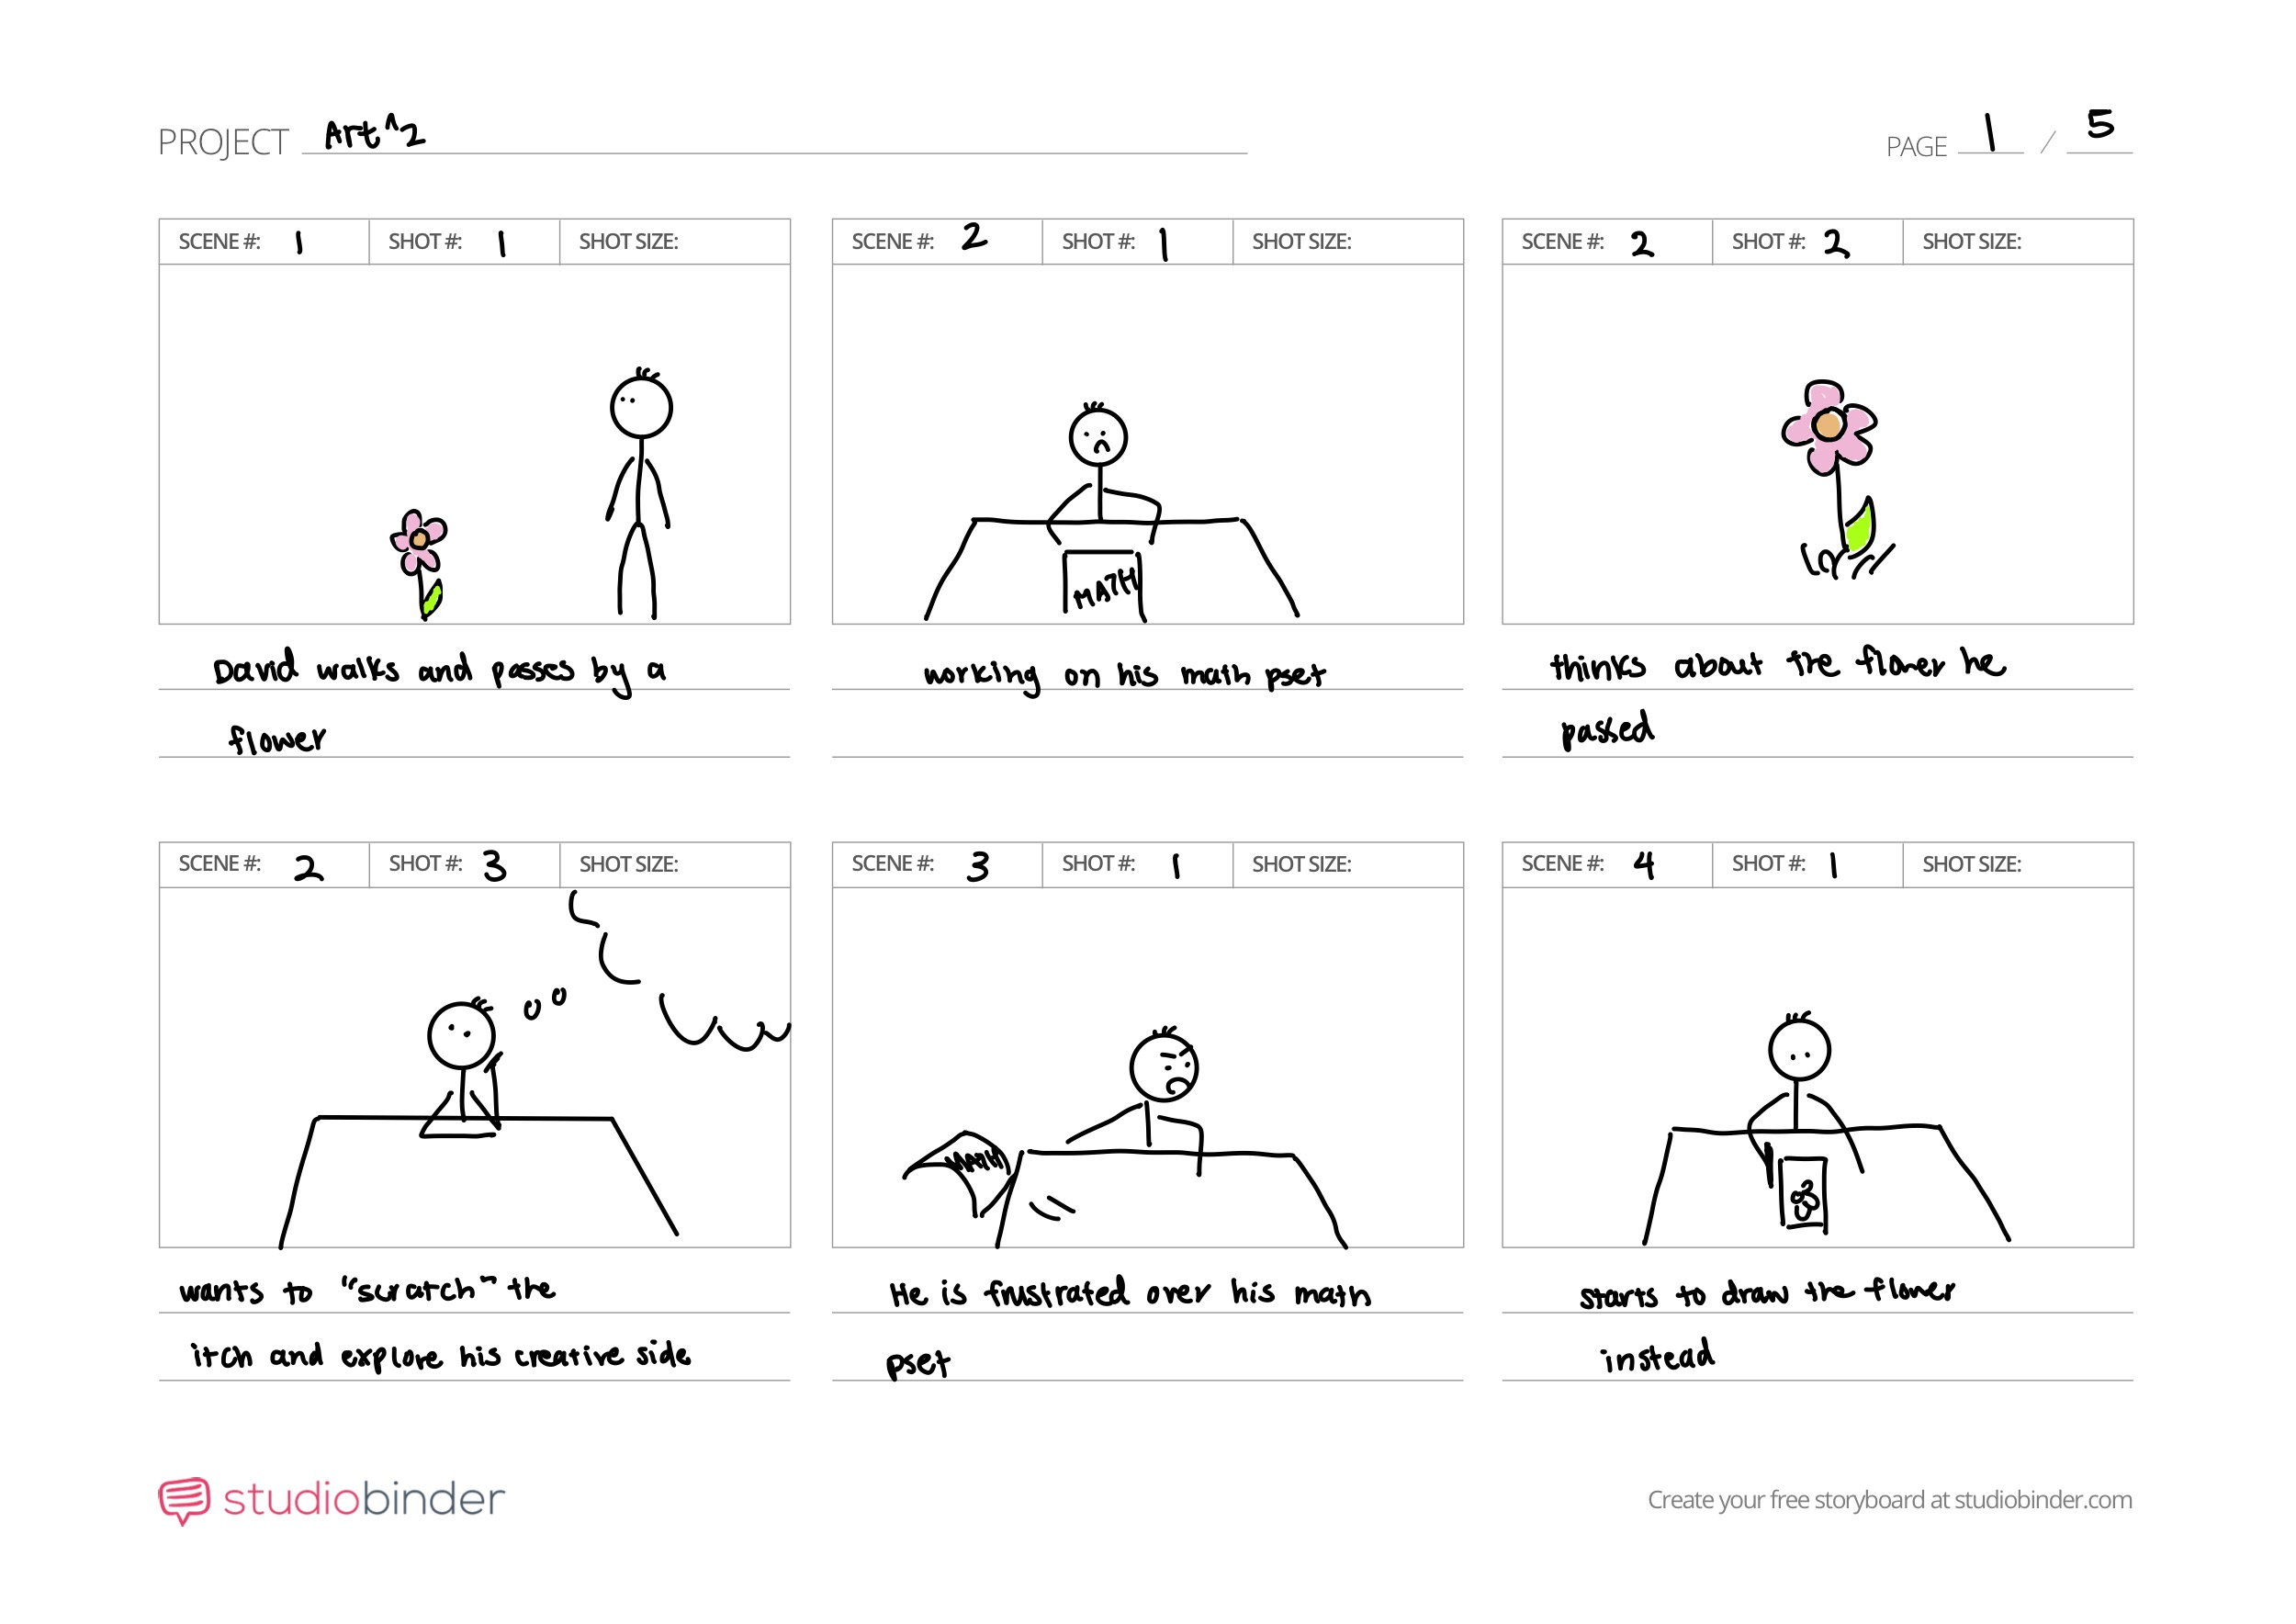 PROJECT Art^2
PAGE 1 / 5
SCENE #: 1 SHOT #: 1 SHOT SIZE:
SCENE #: 2 SHOT #: 1 SHOT SIZE:
SCENE #: 2 SHOT #: 2 SHOT SIZE:
MATH
David walks and passes by a
flower
working on his math pset
thinks about the flower he
passed
SCENE #: 2 SHOT #: 3 SHOT SIZE:
SCENE #: 3 SHOT #: 1 SHOT SIZE:
SCENE #: 4 SHOT #: 1 SHOT SIZE:
MATH
wants to "scratch" the
itch and explore his creative side
He is frustrated over his math
pset
starts to draw the flower
instead
studiobinder
Create your free storyboard at studiobinder.com